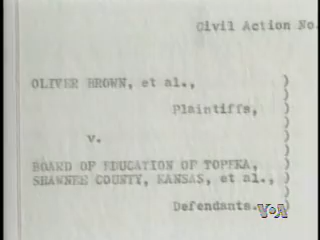 Civil Action No.
OLIVER BROWN, et al.,
Plaintiffs,
v.
BOARD OF EDUCATION OF TOPEKA,
SHAWNEE COUNTY, KANSAS, et al.,
Defendants.
VOA